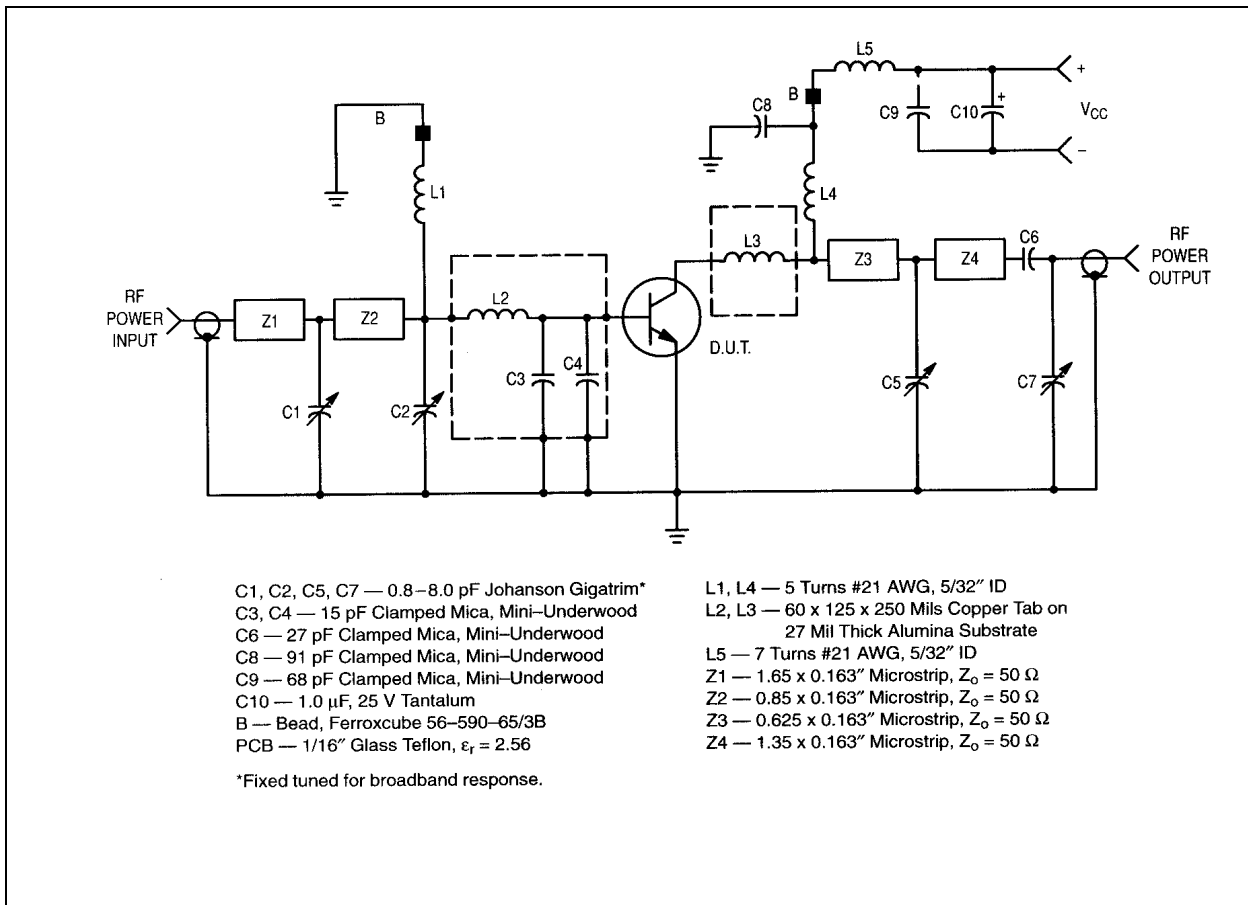 L5
+
B
C8
C9
C10
+
VCC
–
B
L1
L4
L3
RF
POWER
OUTPUT
C6
Z3
Z4
L2
RF
POWER
INPUT
Z1
Z2
D.U.T.
C3
C4
C1
C2
C5
C7
C1, C2, C5, C7 — 0.8–8.0 pF Johanson Gigatrim*
C3, C4 — 15 pF Clamped Mica, Mini–Underwood
C6 — 27 pF Clamped Mica, Mini–Underwood
C8 — 91 pF Clamped Mica, Mini–Underwood
C9 — 68 pF Clamped Mica, Mini–Underwood
C10 — 1.0 μF, 25 V Tantalum
B — Bead, Ferroxcube 56–590–65/3B
PCB — 1/16″ Glass Teflon, εr = 2.56
*Fixed tuned for broadband response.
L1, L4 — 5 Turns #21 AWG, 5/32″ ID
L2, L3 — 60 x 125 x 250 Mils Copper Tab on
27 Mil Thick Alumina Substrate
L5 — 7 Turns #21 AWG, 5/32″ ID
Z1 — 1.65 x 0.163″ Microstrip, Zo = 50 Ω
Z2 — 0.85 x 0.163″ Microstrip, Zo = 50 Ω
Z3 — 0.625 x 0.163″ Microstrip, Zo = 50 Ω
Z4 — 1.35 x 0.163″ Microstrip, Zo = 50 Ω